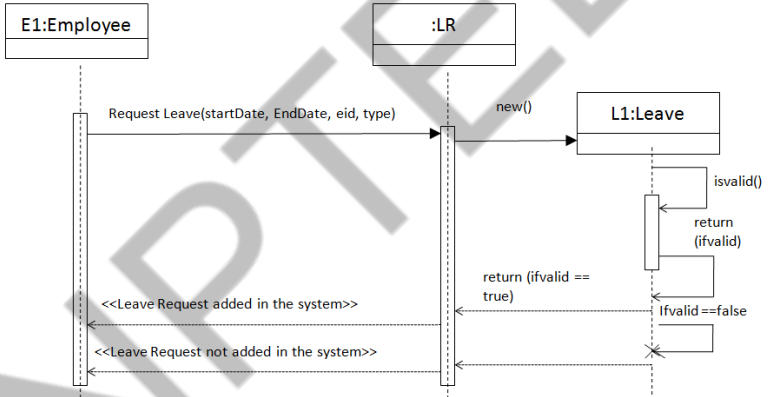 E1:Employee
:LR
Request Leave(startDate, EndDate, eid, type)
new()
L1:Leave
isvalid()
return
(ifvalid)
return (ifvalid ==
true)
<<Leave Request added in the system>>
Ifvalid ==false
<<Leave Request not added in the system>>